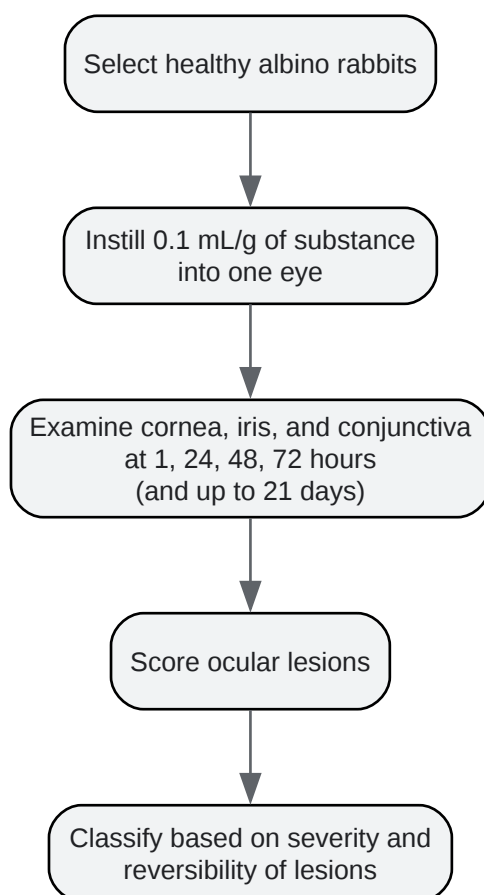 Select healthy albino rabbits
Instill 0.1 mL/g of substance
into one eye
Examine cornea, iris, and conjunctiva
at 1, 24, 48, 72 hours
(and up to 21 days)
Score ocular lesions
Classify based on severity and
reversibility of lesions